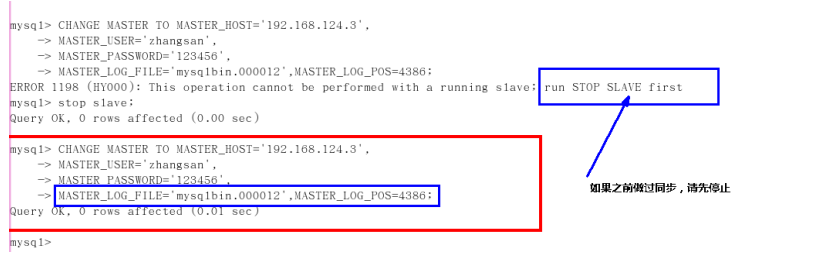 mysql> CHANGE MASTER TO MASTER_HOST='192.168.124.3',
-> MASTER_USER='zhangsan',
-> MASTER_PASSWORD='123456',
-> MASTER_LOG_FILE='mysqlbin.000012',MASTER_LOG_POS=4386;
ERROR 1198 (HY000): This operation cannot be performed with a running slave; run STOP SLAVE first
mysql> stop slave;
Query OK, 0 rows affected (0.00 sec)
mysql> CHANGE MASTER TO MASTER_HOST='192.168.124.3',
-> MASTER_USER='zhangsan',
-> MASTER_PASSWORD='123456',
-> MASTER_LOG_FILE='mysqlbin.000012',MASTER_LOG_POS=4386;
如果之前做过同步，请先停止
Query OK, 0 rows affected (0.01 sec)
mysql>